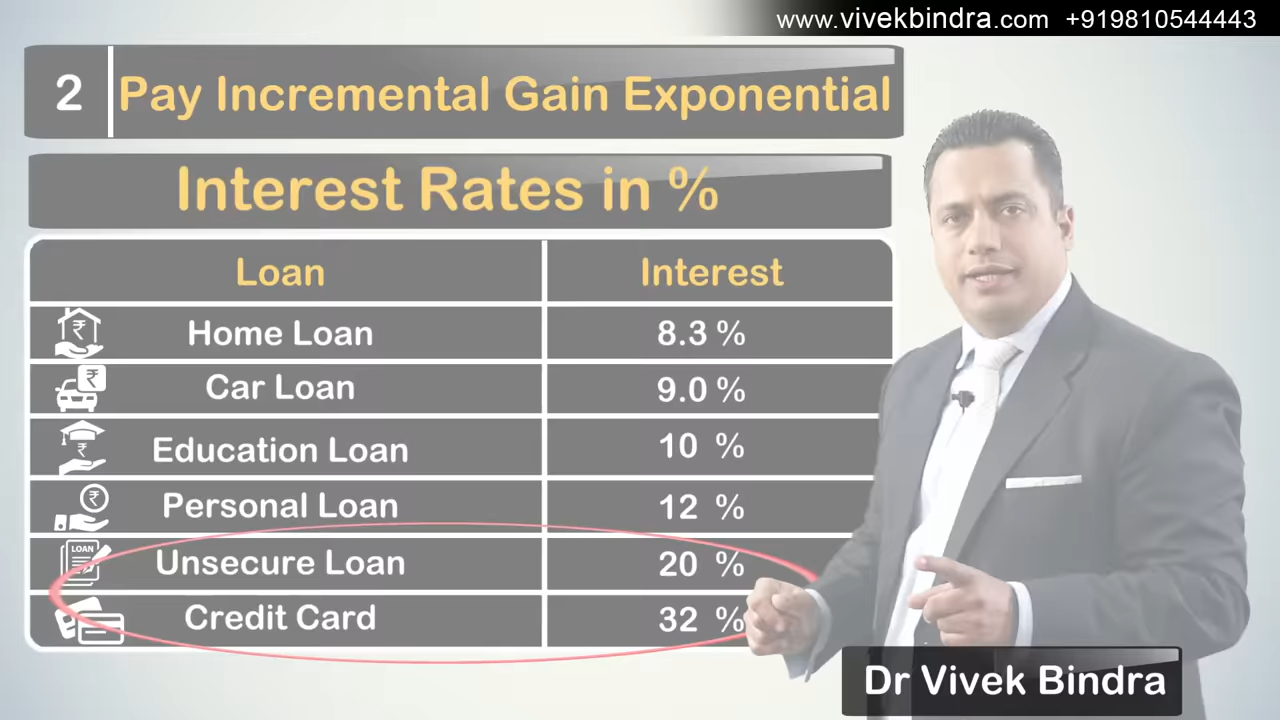 www.vivekbindra.com +919810544443
2 Pay Incremental Gain Exponential
Interest Rates in %
Loan Interest
₹ Home Loan 8.3 %
₹ Car Loan 9.0 %
₹ Education Loan 10 %
₹ Personal Loan 12 %
LOAN Unsecure Loan 20 %
Credit Card 32 %
Dr Vivek Bindra